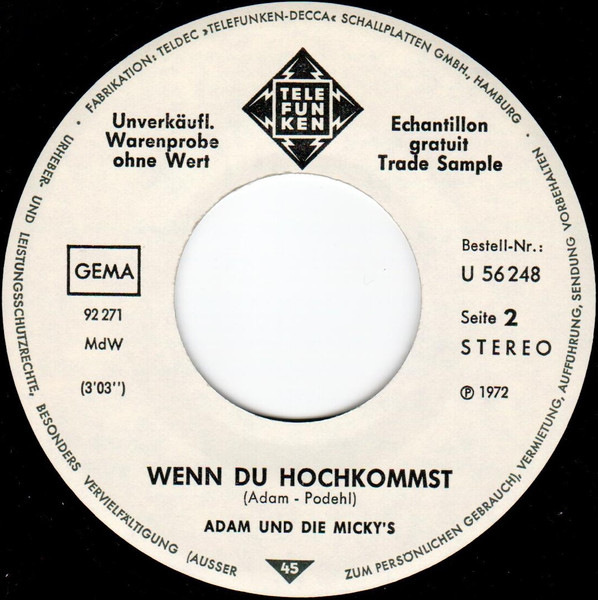 · FABRIKATION: TELDEC »TELEFUNKEN-DECCA« SCHALLPLATTEN GMBH., HAMBURG ·
URHEBER- UND LEISTUNGSSCHUTZRECHTE, BESONDERS VERVIELFÄLTIGUNG (AUSSER ZUM PERSÖNLICHEN GEBRAUCH), VERMIETUNG, AUFFÜHRUNG, SENDUNG VORBEHALTEN ·
TELE
FUN
KEN
Unverkäufl.
Warenprobe
ohne Wert
Echantillon
gratuit
Trade Sample
GEMA
92 271
MdW
(3'03'')
Bestell-Nr.:
U 56 248
Seite 2
STEREO
℗ 1972
WENN DU HOCHKOMMST
(Adam - Podehl)
ADAM UND DIE MICKY'S
45